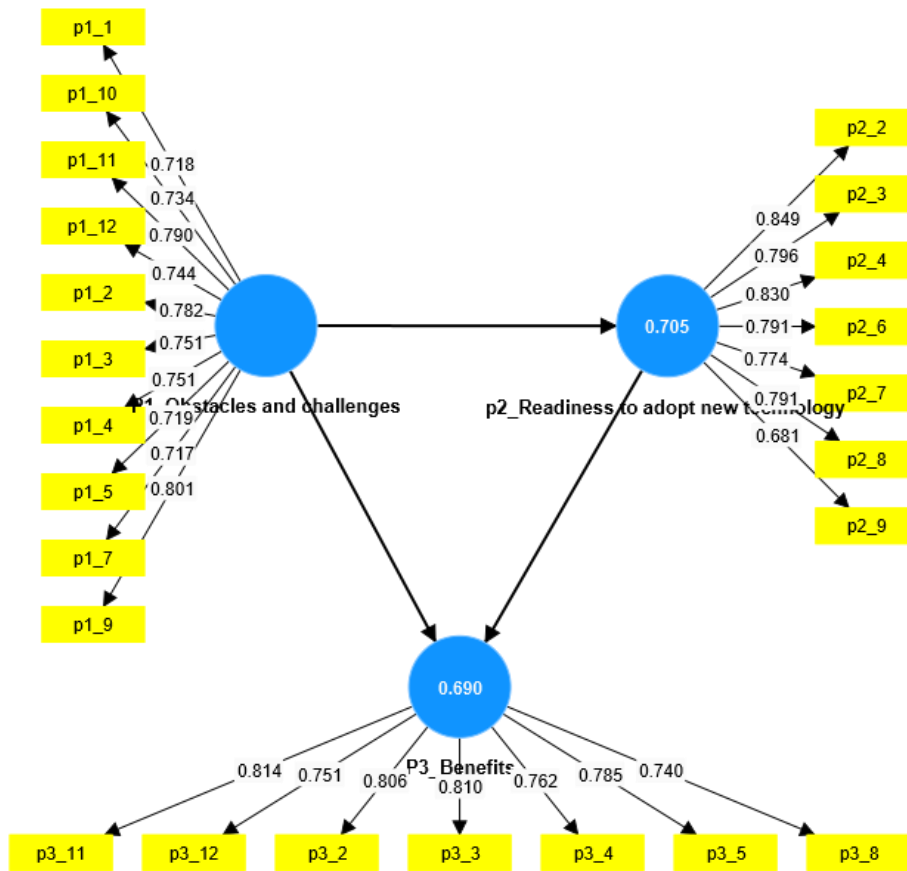 p1_1
p1_10
p1_11
p1_12
p1_2
p1_3
p1_4
p1_5
p1_7
p1_9
0.718
0.734
0.790
0.744
0.782
0.751
0.751
0.719
0.717
0.801
P1_Obstacles and challenges
0.705
p2_Readiness to adopt new technology
0.849
0.796
0.830
0.791
0.774
0.791
0.681
p2_2
p2_3
p2_4
p2_6
p2_7
p2_8
p2_9
0.690
P3_Benefits
0.814
0.751
0.806
0.810
0.762
0.785
0.740
p3_11
p3_12
p3_2
p3_3
p3_4
p3_5
p3_8